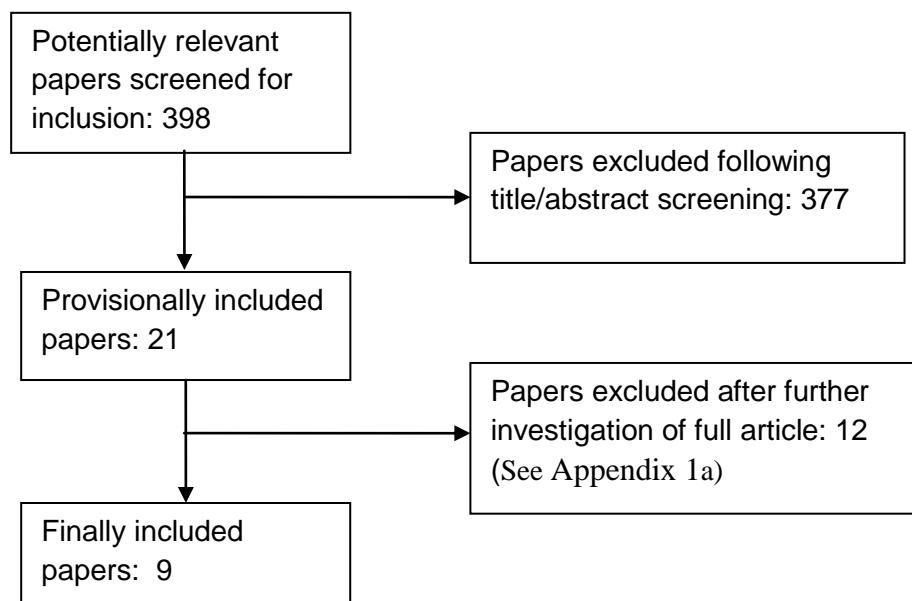 Potentially relevant
papers screened for
inclusion: 398
Papers excluded following
title/abstract screening: 377
Provisionally included
papers: 21
Papers excluded after further
investigation of full article: 12
(See Appendix 1a)
Finally included
papers:  9